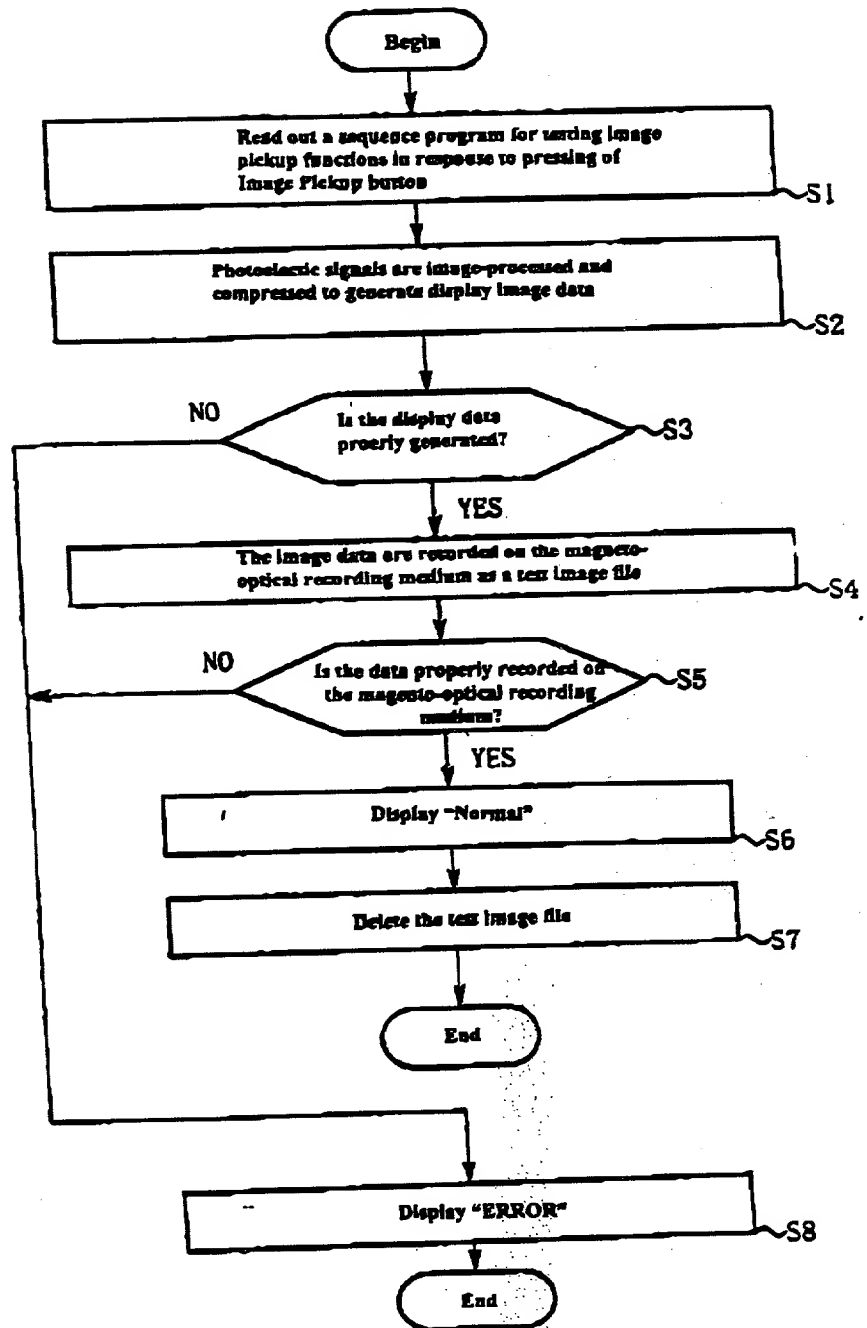 Begin
Read out a sequence program for testing image
pickup functions in response to pressing of
Image Pickup button
S1
Photoelectic signals are image-processed and
compressed to generate display image data
S2
NO
Is the display data
proerly generated?
S3
YES
The image data are recorded on the magneto-
optical recording medium as a test image file
S4
NO
Is the data properly recorded on
the magento-optical recording
medium?
S5
YES
Display "Normal"
S6
Delete the test image file
S7
End
Display "ERROR"
S8
End